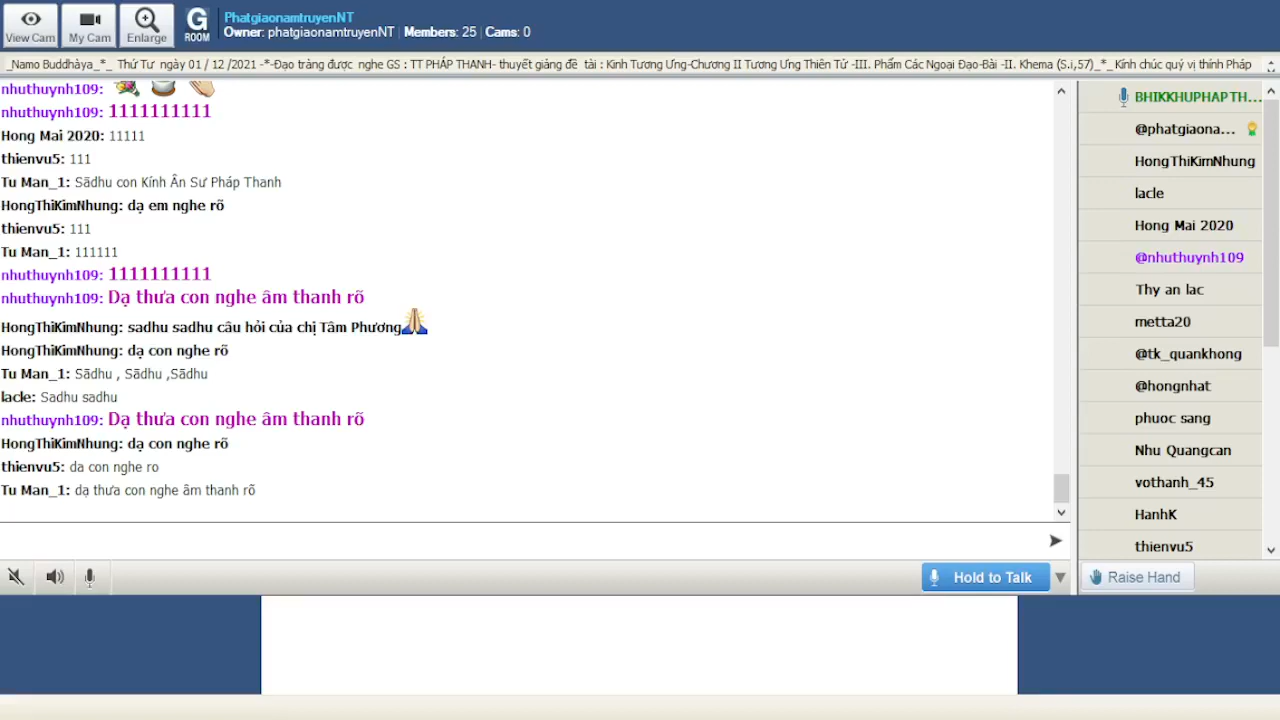 View Cam
My Cam
Enlarge
G
ROOM
PhatgiaonamtruyenNT
Owner: phatgiaonamtruyenNT | Members: 25 | Cams: 0
_Namo Buddhàya_*_ Thứ Tư ngày 01 / 12 /2021 -*-Đạo tràng được nghe GS : TT PHÁP THANH- thuyết giảng đề tài : Kinh Tương Ưng-Chương II Tương Ưng Thiên Tử -III. Phẩm Các Ngoại Đạo-Bài -II. Khema (S.i,57)_*_Kính chúc quý vị thính Pháp
nhuthuynh109:
nhuthuynh109: 1111111111
Hong Mai 2020: 11111
thienvu5: 111
Tu Man_1: Sādhu con Kính Ân Sư Pháp Thanh
HongThiKimNhung: dạ em nghe rõ
thienvu5: 111
Tu Man_1: 111111
nhuthuynh109: 1111111111
nhuthuynh109: Dạ thưa con nghe âm thanh rõ
HongThiKimNhung: sadhu sadhu câu hỏi của chị Tâm Phương
HongThiKimNhung: dạ con nghe rõ
Tu Man_1: Sādhu , Sādhu ,Sādhu
lacle: Sadhu sadhu
nhuthuynh109: Dạ thưa con nghe âm thanh rõ
HongThiKimNhung: dạ con nghe rõ
thienvu5: da con nghe ro
Tu Man_1: dạ thưa con nghe âm thanh rõ
BHIKKHUPHAPTH...
@phatgiaona...
HongThiKimNhung
lacle
Hong Mai 2020
@nhuthuynh109
Thy an lac
metta20
@tk_quankhong
@hongnhat
phuoc sang
Nhu Quangcan
vothanh_45
HanhK
thienvu5
Hold to Talk
Raise Hand